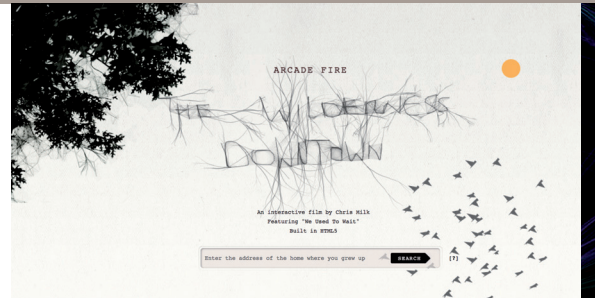 ARCADE FIRE
THE WILDERNESS
DOWNTOWN
An interactive film by Chris Milk
Featuring "We Used To Wait"
Built in HTML5
Enter the address of the home where you grew up
SEARCH
[?]